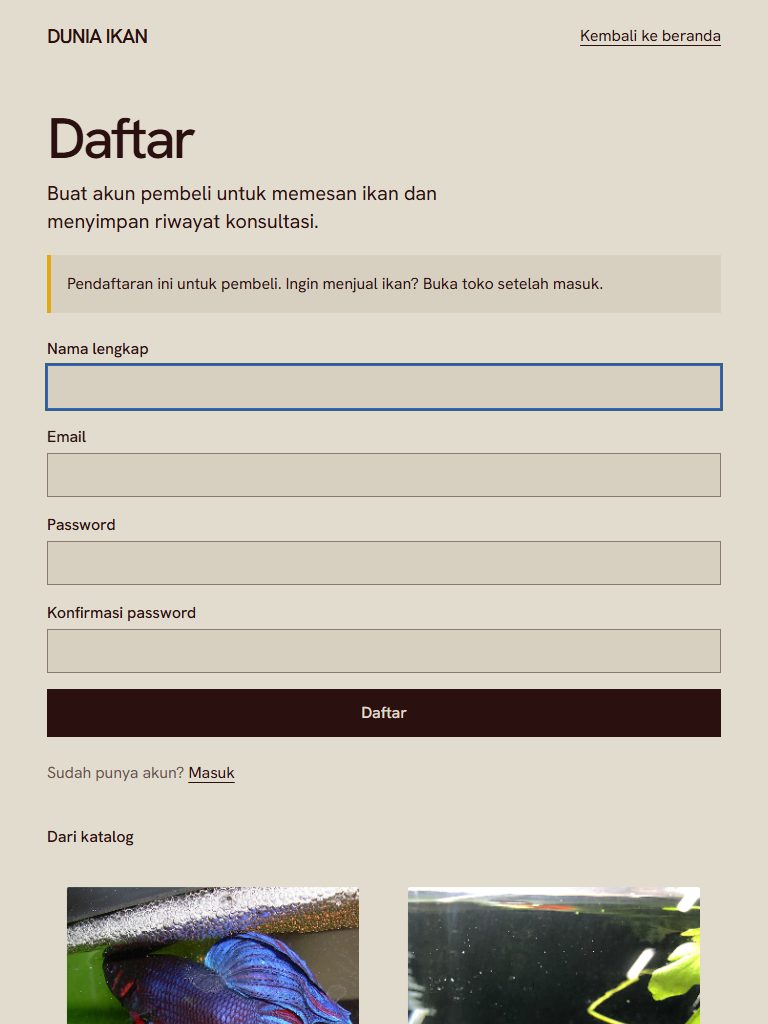 DUNIA IKAN
Kembali ke beranda
Daftar
Buat akun pembeli untuk memesan ikan dan
menyimpan riwayat konsultasi.
Pendaftaran ini untuk pembeli. Ingin menjual ikan? Buka toko setelah masuk.
Nama lengkap
Email
Password
Konfirmasi password
Daftar
Sudah punya akun? Masuk
Dari katalog